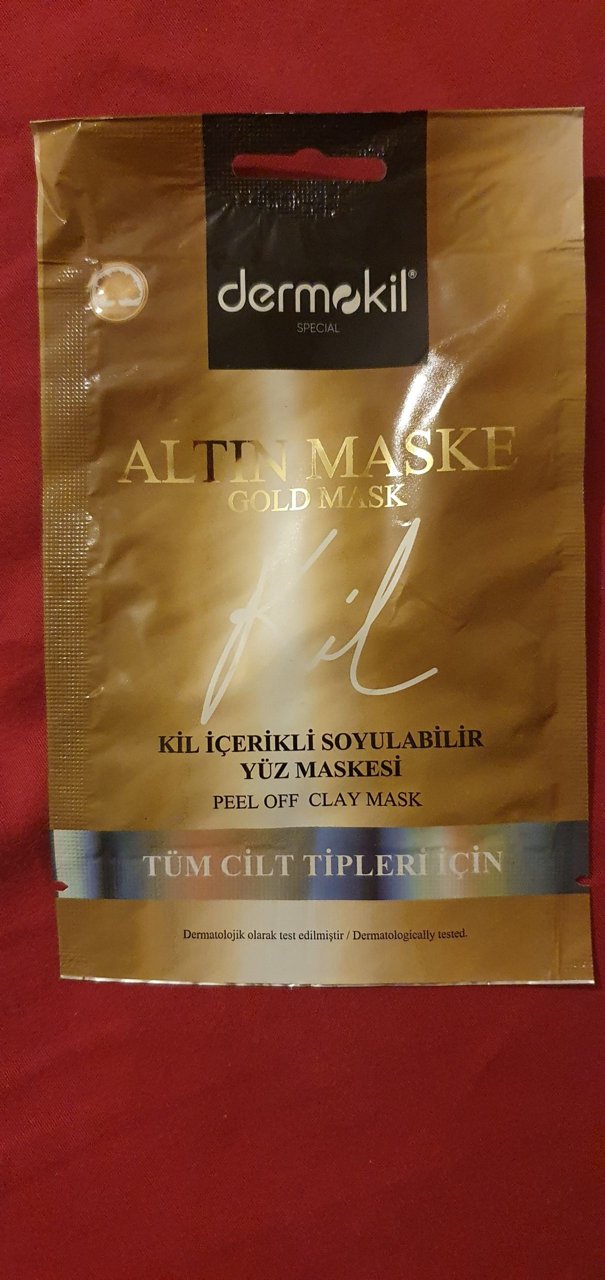 dermokil®
SPECIAL
ALTIN MASKE
GOLD MASK
Kil
KİL İÇERİKLİ SOYULABİLİR
YÜZ MASKESİ
PEEL OFF CLAY MASK
TÜM CİLT TİPLERİ İÇİN
Dermatolojik olarak test edilmiştir / Dermatologically tested.